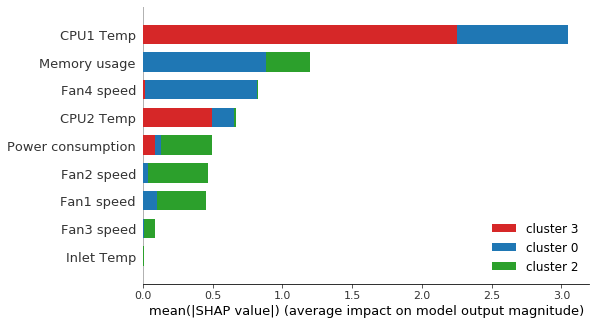 CPU1 Temp
Memory usage
Fan4 speed
CPU2 Temp
Power consumption
Fan2 speed
Fan1 speed
Fan3 speed
Inlet Temp
cluster 3
cluster 0
cluster 2
0.0 0.5 1.0 1.5 2.0 2.5 3.0
mean(|SHAP value|) (average impact on model output magnitude)